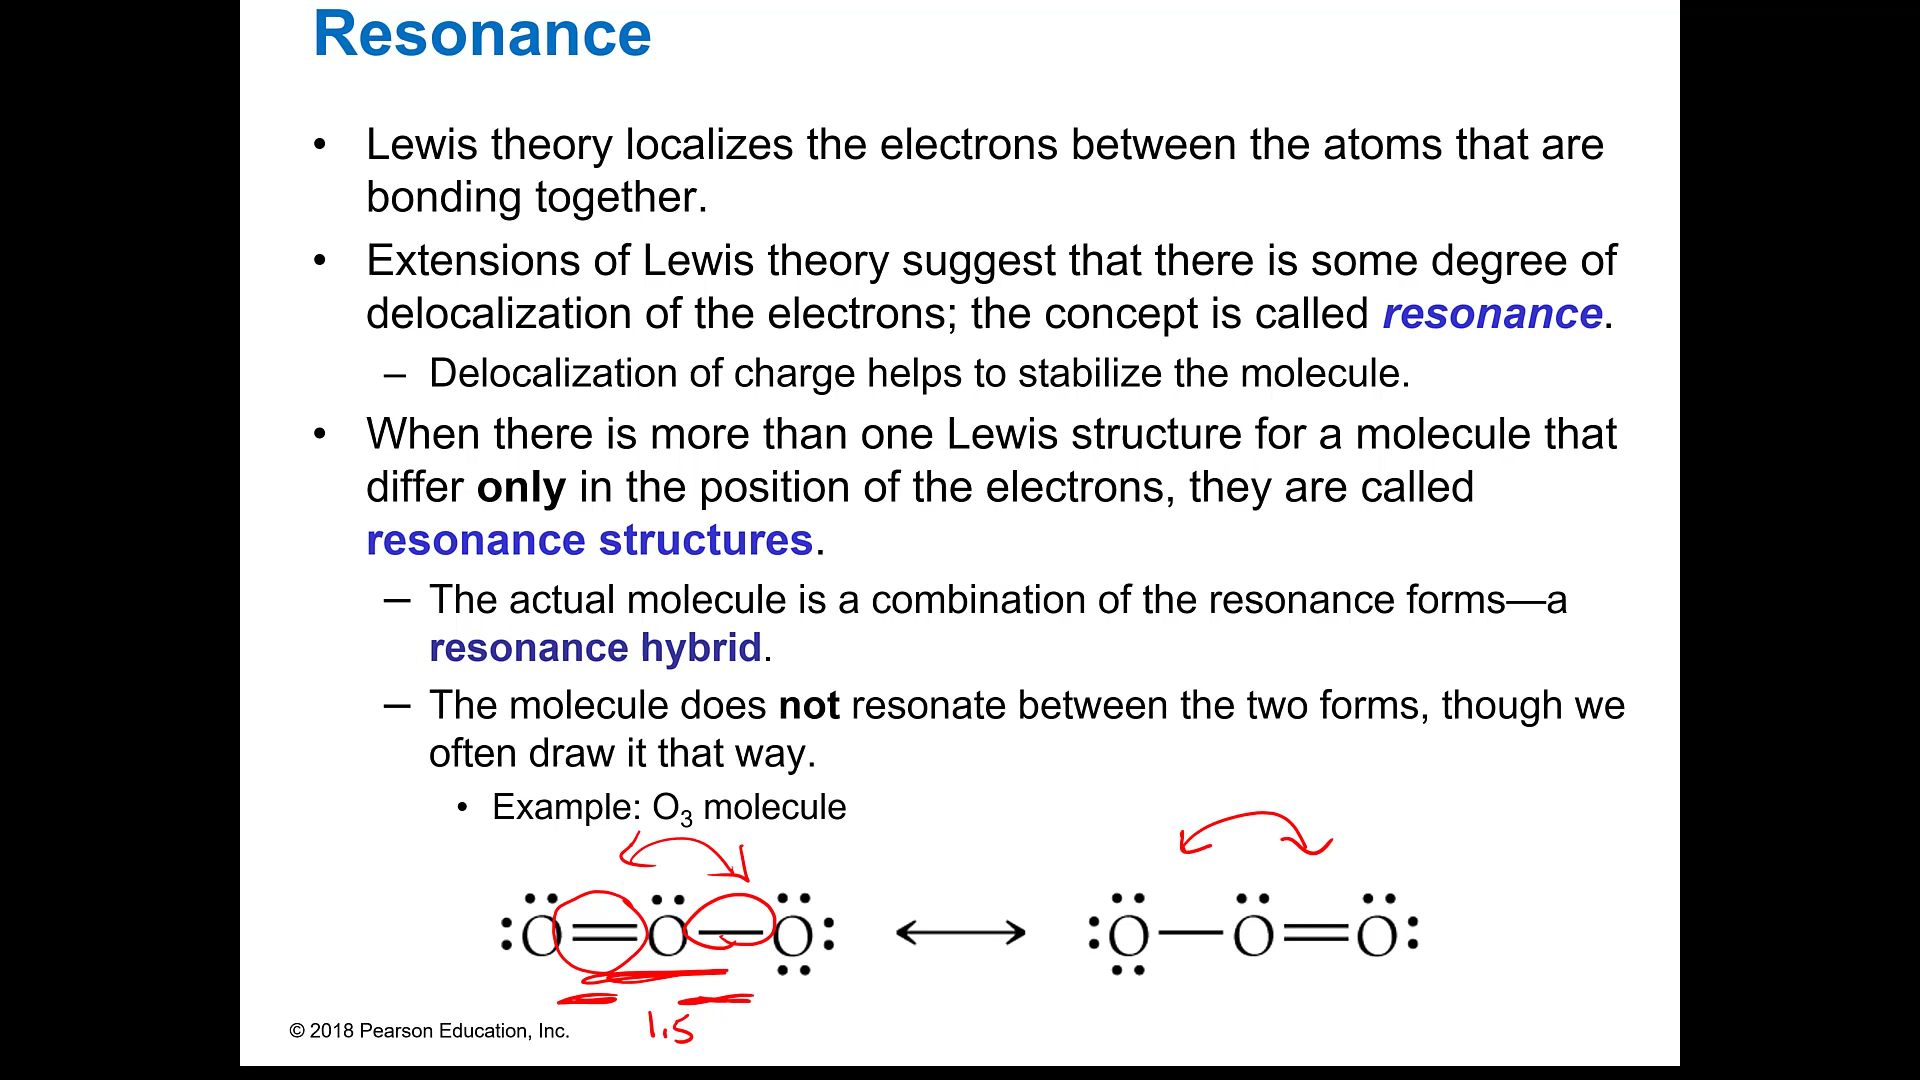 Resonance
• Lewis theory localizes the electrons between the atoms that are
bonding together.
• Extensions of Lewis theory suggest that there is some degree of
delocalization of the electrons; the concept is called resonance.
– Delocalization of charge helps to stabilize the molecule.
• When there is more than one Lewis structure for a molecule that
differ only in the position of the electrons, they are called
resonance structures.
– The actual molecule is a combination of the resonance forms—a
resonance hybrid.
– The molecule does not resonate between the two forms, though we
often draw it that way.
• Example: O₃ molecule
:O=O—O: ⟷ :O—O=O:
1.5
© 2018 Pearson Education, Inc.